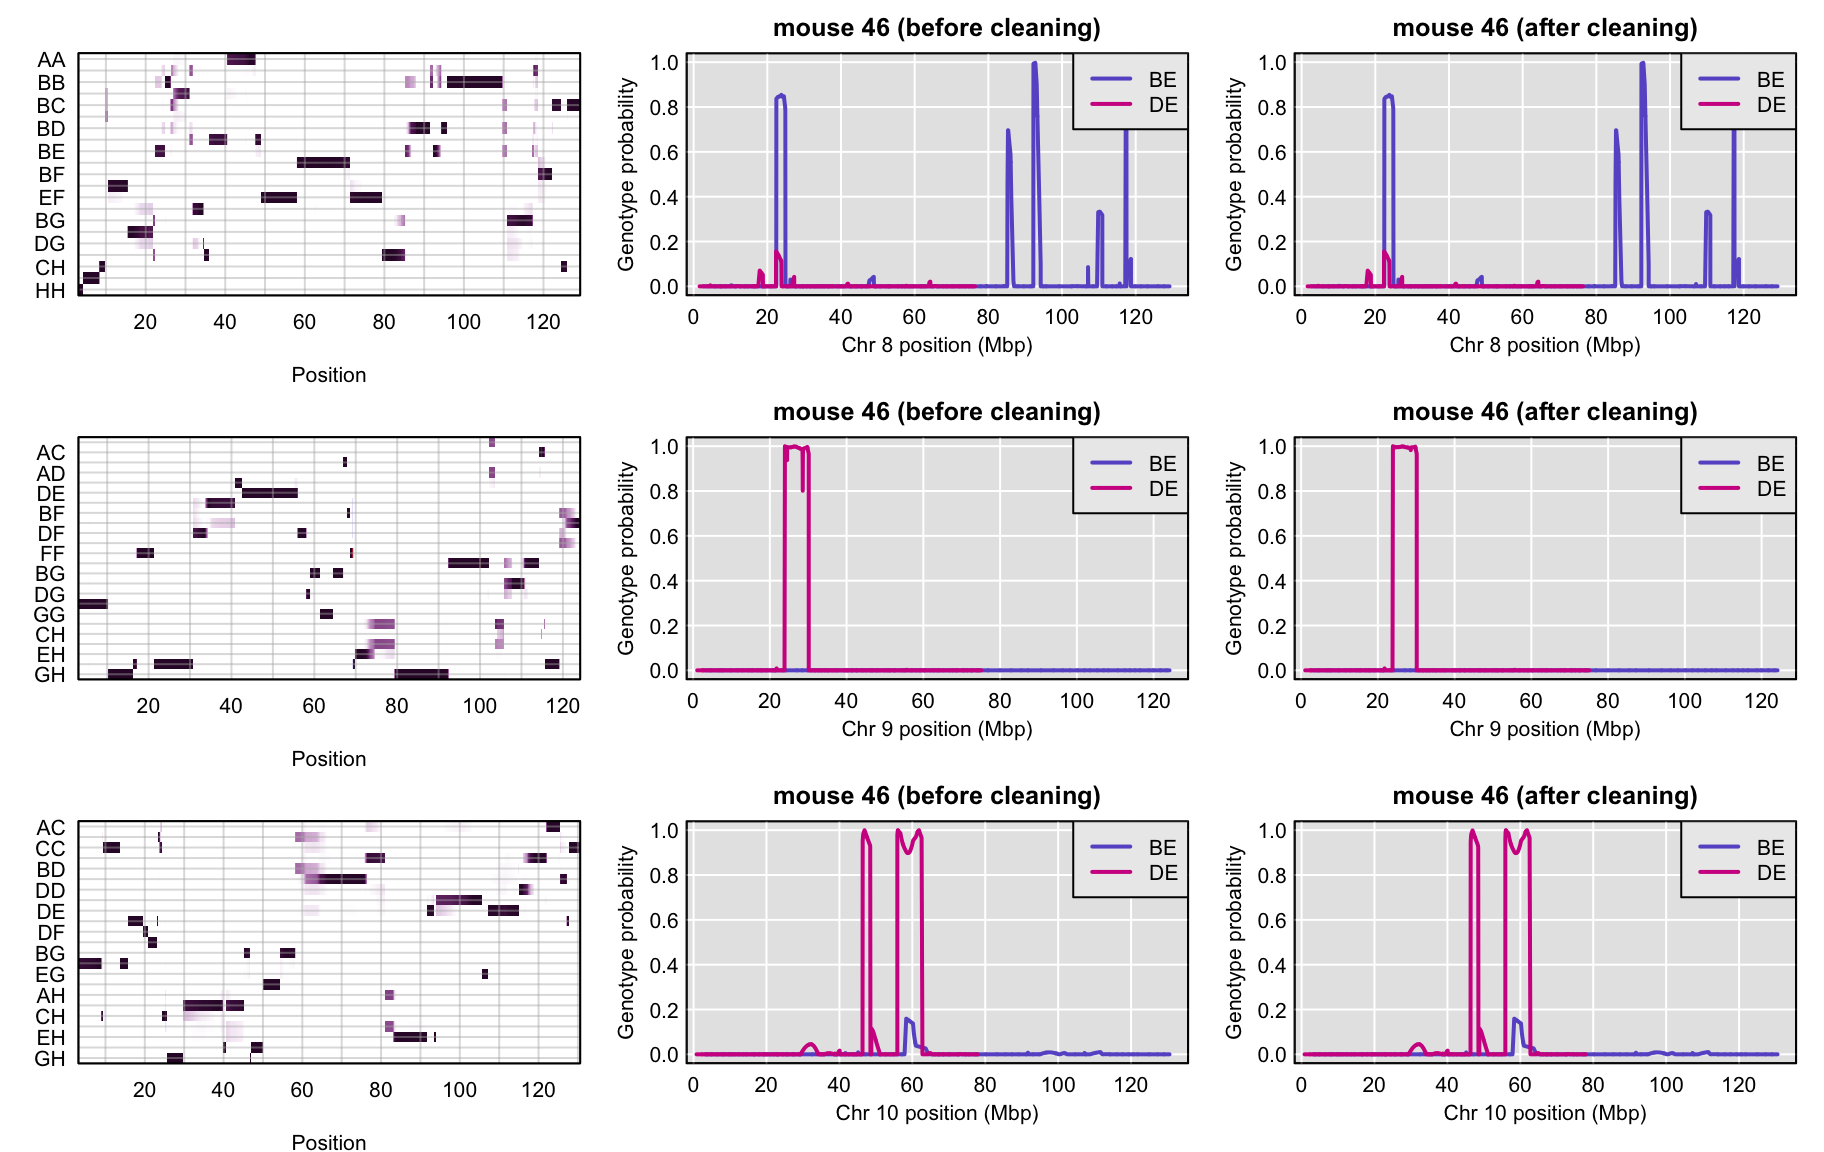 AA
BB
BC
BD
BE
BF
EF
BG
DG
CH
HH
20 40 60 80 100 120
Position
mouse 46 (before cleaning)
Genotype probability
1.0
0.8
0.6
0.4
0.2
0.0
BE
DE
0 20 40 60 80 100 120
Chr 8 position (Mbp)
mouse 46 (after cleaning)
Genotype probability
1.0
0.8
0.6
0.4
0.2
0.0
BE
DE
0 20 40 60 80 100 120
Chr 8 position (Mbp)
AC
AD
DE
BF
DF
FF
BG
DG
GG
CH
EH
GH
20 40 60 80 100 120
Position
mouse 46 (before cleaning)
Genotype probability
1.0
0.8
0.6
0.4
0.2
0.0
BE
DE
0 20 40 60 80 100 120
Chr 9 position (Mbp)
mouse 46 (after cleaning)
Genotype probability
1.0
0.8
0.6
0.4
0.2
0.0
BE
DE
0 20 40 60 80 100 120
Chr 9 position (Mbp)
AC
CC
BD
DD
DE
DF
BG
EG
AH
CH
EH
GH
20 40 60 80 100 120
Position
mouse 46 (before cleaning)
Genotype probability
1.0
0.8
0.6
0.4
0.2
0.0
BE
DE
0 20 40 60 80 100 120
Chr 10 position (Mbp)
mouse 46 (after cleaning)
Genotype probability
1.0
0.8
0.6
0.4
0.2
0.0
BE
DE
0 20 40 60 80 100 120
Chr 10 position (Mbp)